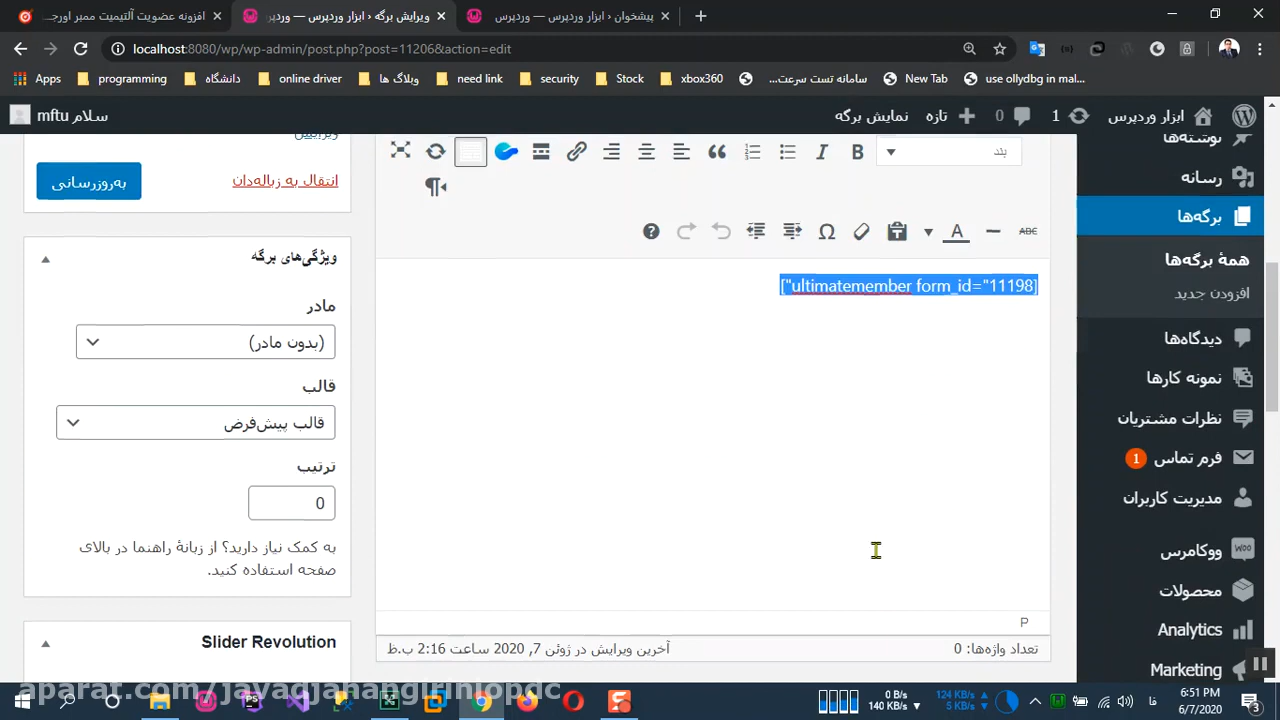 افزونه عضویت آلتیمیت ممبر اورجـ
ویرایش برگه ‹ ابزار وردپرس — وردپر
پیشخوان ‹ ابزار وردپرس — وردپرس
localhost:8080/wp/wp-admin/post.php?post=11206&action=edit
Apps
programming
دانشگاه
online driver
وبلاگ ها
need link
security
Stock
xbox360
سامانه تست سرعت...
New Tab
use ollydbg in mal...
ابزار وردپرس
1
0
تازه
نمایش برگه
سلام mftu
نوشته‌ها
رسانه
برگه‌ها
همهٔ برگه‌ها
افزودن جدید
دیدگاه‌ها
نمونه کارها
نظرات مشتریان
فرم تماس
1
مدیریت کاربران
ووکامرس
محصولات
Analytics
Marketing
بند
B I
ABC
A
["ultimatemember form_id="11198]
P
تعداد واژه‌ها: 0
آخرین ویرایش در ژوئن 7, 2020 ساعت 2:16 ب.ظ
ویرایش
انتقال به زباله‌دان
به‌روزرسانی
ویژگی‌های برگه
مادر
(بدون مادر)
قالب
قالب پیش‌فرض
ترتیب
0
به کمک نیاز دارید؟ از زبانهٔ راهنما در بالای
صفحه استفاده کنید.
Slider Revolution
aparat.com/javadjahangiriniopdc
0 B/s
140 KB/s
124 KB/s
5 KB/s
فا
6:51 PM
6/7/2020
3